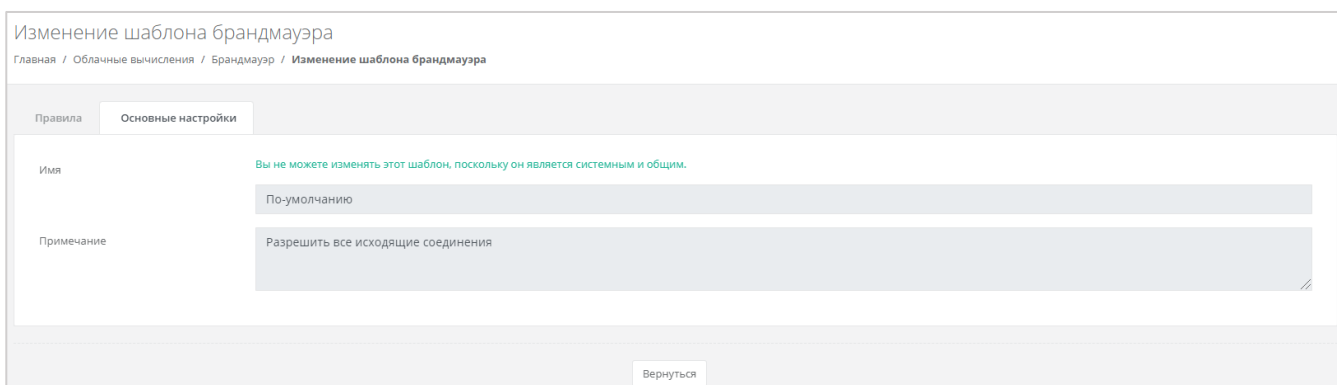 Изменение шаблона брандмауэра
Главная / Облачные вычисления / Брандмауэр / Изменение шаблона брандмауэра
Правила Основные настройки
Имя
Вы не можете изменять этот шаблон, поскольку он является системным и общим.
По-умолчанию
Примечание
Разрешить все исходящие соединения
Вернуться